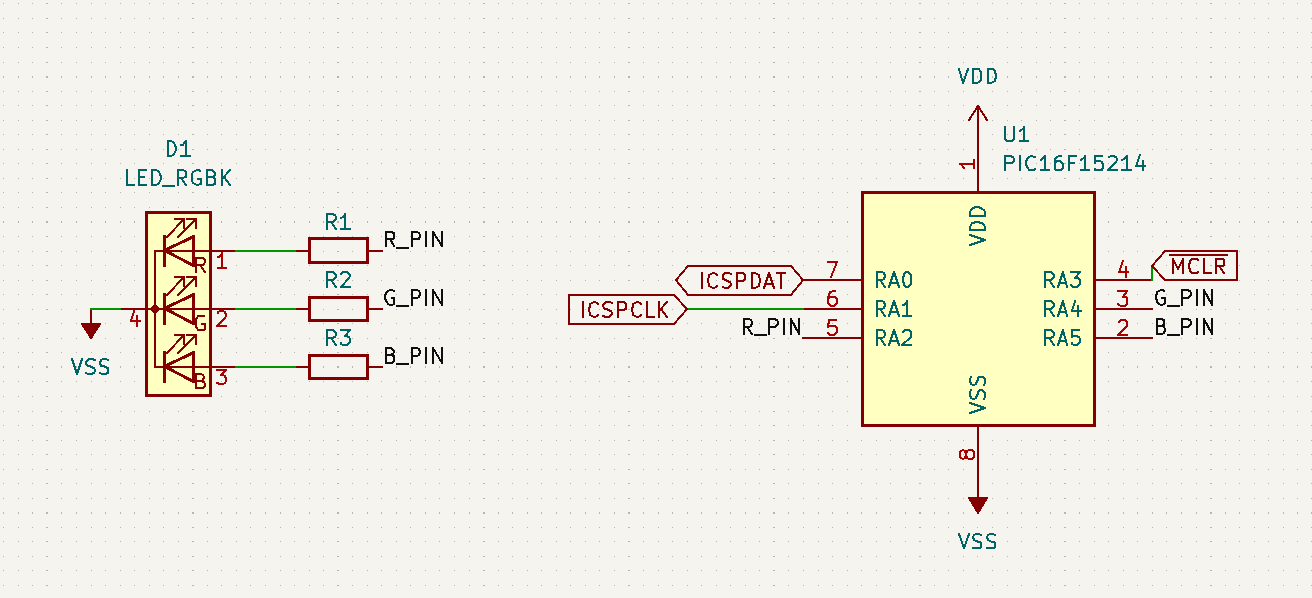 D1
LED_RGBK
R 1
G 2
B 3
4
VSS
R1
R_PIN
R2
G_PIN
R3
B_PIN
VDD
U1
PIC16F15214
1
VDD
ICSPDAT 7 RA0
ICSPCLK 6 RA1
R_PIN 5 RA2
RA3 4 MCLR
RA4 3 G_PIN
RA5 2 B_PIN
VSS
8
VSS